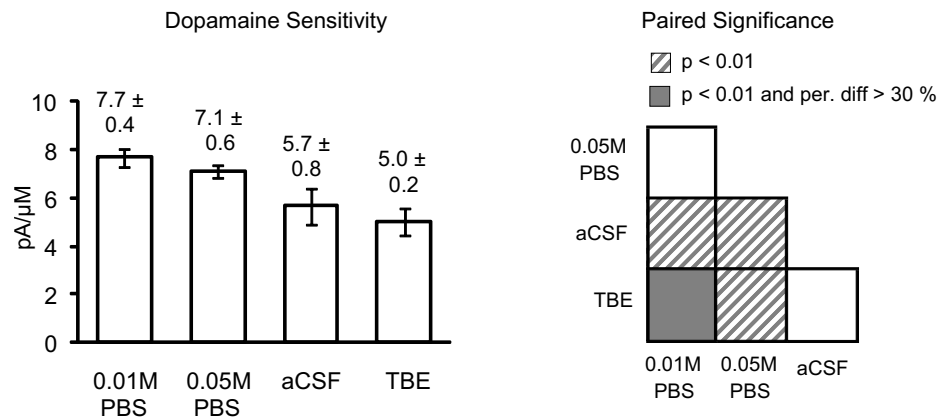 Dopamaine Sensitivity
pA/µM
10
8
6
4
2
0
7.7 ±
0.4
7.1 ±
0.6
5.7 ±
0.8
5.0 ±
0.2
0.01M
PBS
0.05M
PBS
aCSF
TBE
Paired Significance
p < 0.01
p < 0.01 and per. diff > 30 %
0.05M
PBS
aCSF
TBE
0.01M
PBS
0.05M
PBS
aCSF